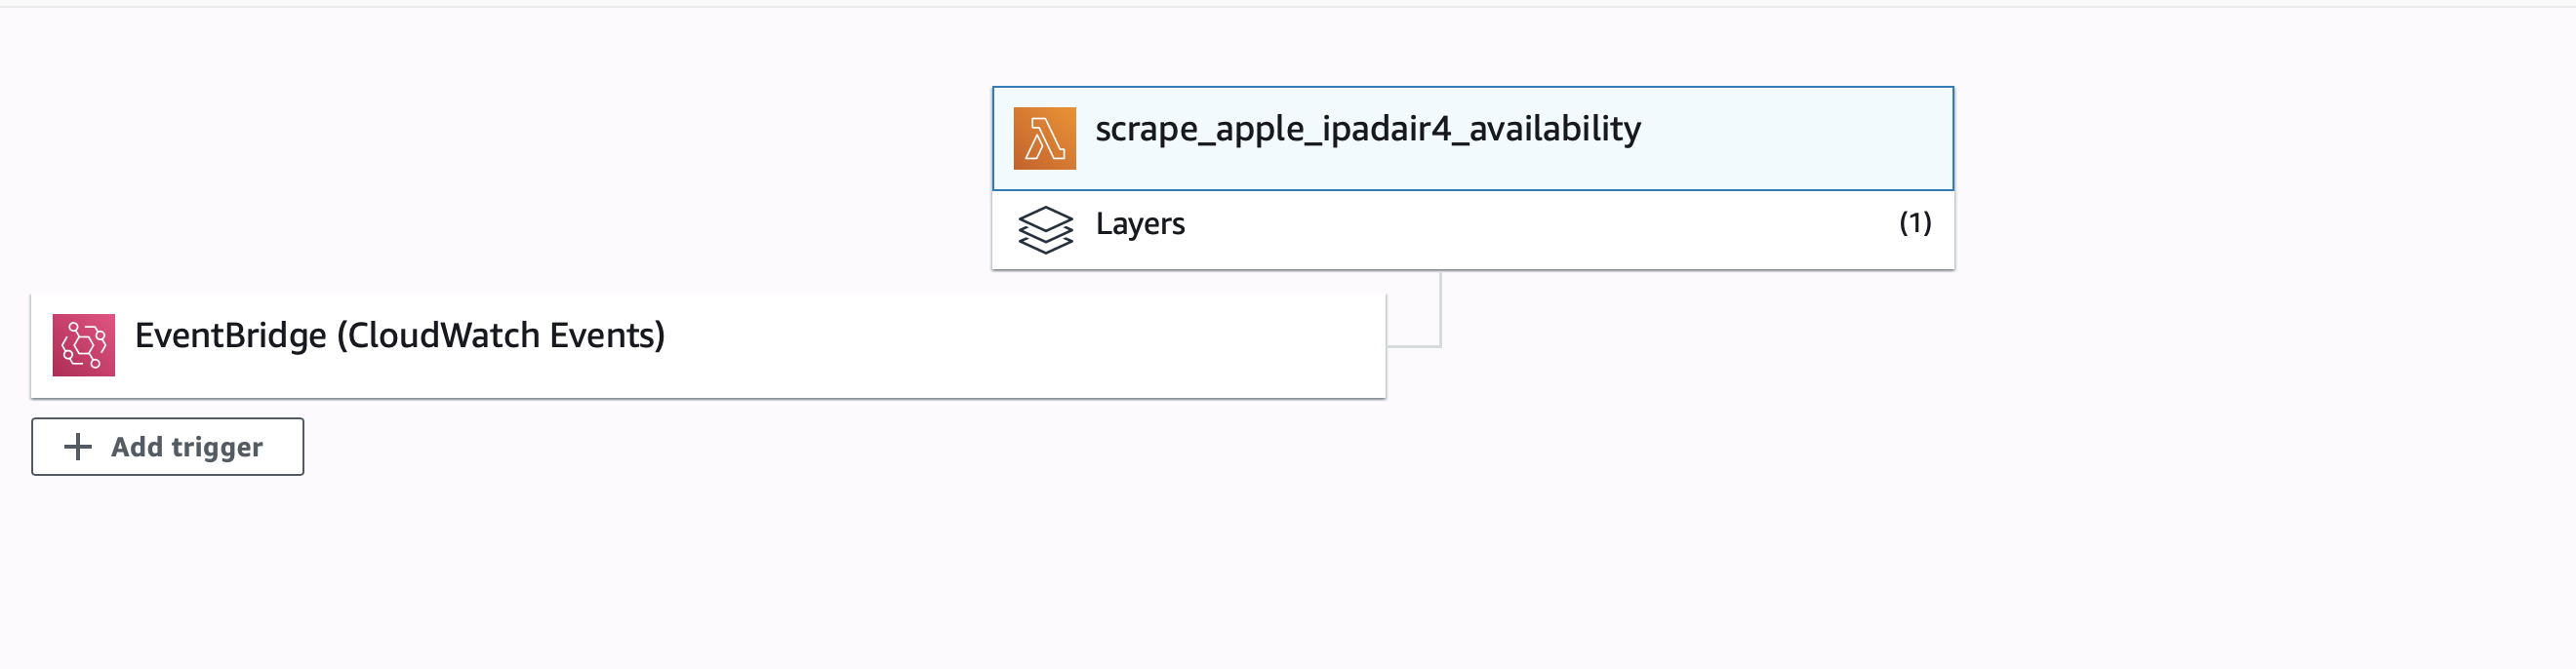 scrape_apple_ipadair4_availability
Layers (1)
EventBridge (CloudWatch Events)
Add trigger